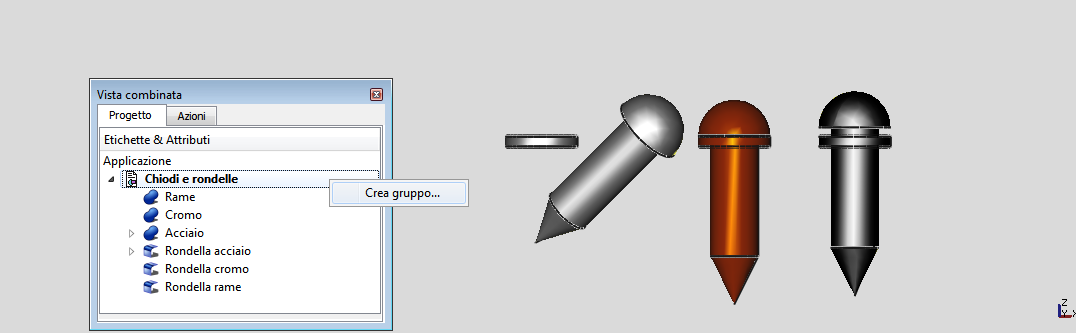 Vista combinata
Progetto
Azioni
Etichette & Attributi
Applicazione
Chiodi e rondelle
Crea gruppo...
Rame
Cromo
Acciaio
Rondella acciaio
Rondella cromo
Rondella rame
Z
Y
x